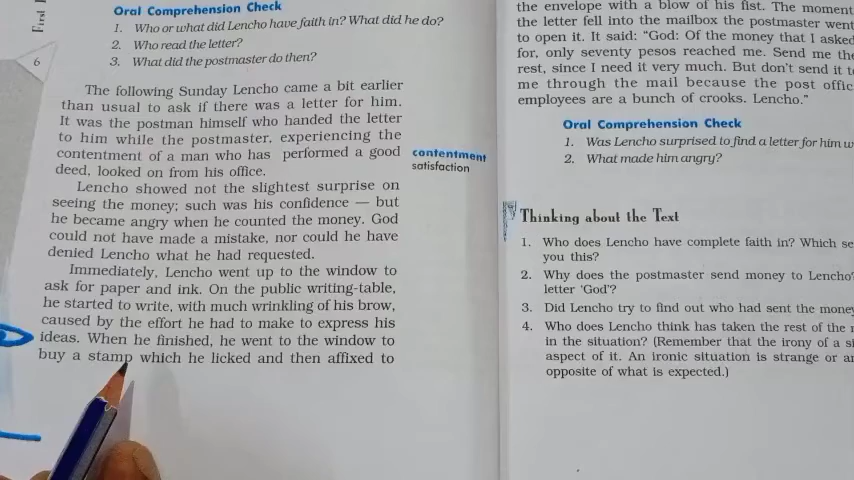 First
6
Oral Comprehension Check
1. Who or what did Lencho have faith in? What did he do?
2. Who read the letter?
3. What did the postmaster do then?
The following Sunday Lencho came a bit earlier
than usual to ask if there was a letter for him.
It was the postman himself who handed the letter
to him while the postmaster, experiencing the
contentment of a man who has performed a good
deed, looked on from his office.
contentment
satisfaction
Lencho showed not the slightest surprise on
seeing the money; such was his confidence — but
he became angry when he counted the money. God
could not have made a mistake, nor could he have
denied Lencho what he had requested.
Immediately, Lencho went up to the window to
ask for paper and ink. On the public writing-table,
he started to write, with much wrinkling of his brow,
caused by the effort he had to make to express his
ideas. When he finished, he went to the window to
buy a stamp which he licked and then affixed to
the envelope with a blow of his fist. The moment
the letter fell into the mailbox the postmaster went
to open it. It said: “God: Of the money that I asked
for, only seventy pesos reached me. Send me the
rest, since I need it very much. But don’t send it
me through the mail because the post
employees are a bunch of crooks. Lencho.”
Oral Comprehension Check
1. Was Lencho surprised to find a letter for him
2. What made him angry?
Thinking about the Text
1. Who does Lencho have complete faith in? Which
you this?
2. Why does the postmaster send money to Lencho
letter ‘God’?
3. Did Lencho try to find out who had sent the
4. Who does Lencho think has taken the rest of the
in the situation? (Remember that the irony of a
aspect of it. An ironic situation is strange or
opposite of what is expected.)